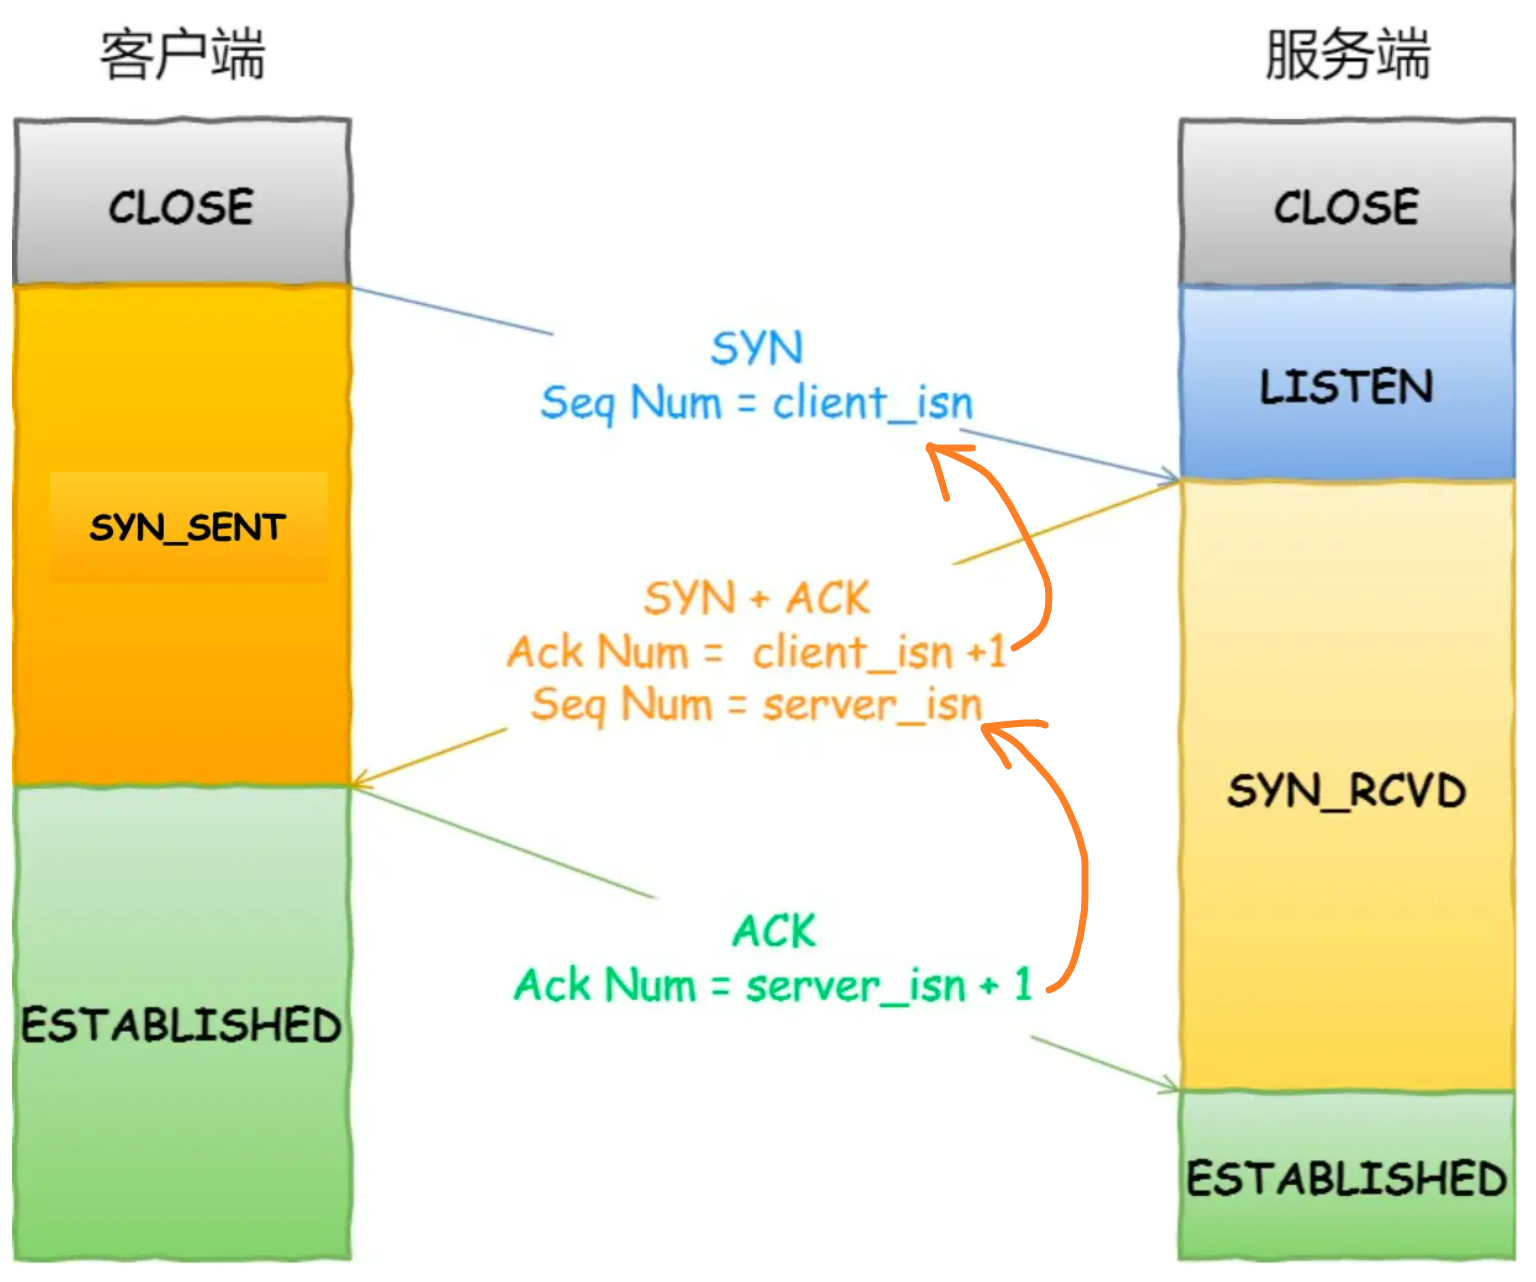 客户端
服务端
CLOSE
CLOSE
SYN
Seq Num = client_isn
LISTEN
SYN_SENT
SYN + ACK
Ack Num = client_isn +1
Seq Num = server_isn
SYN_RCVD
ACK
Ack Num = server_isn + 1
ESTABLISHED
ESTABLISHED